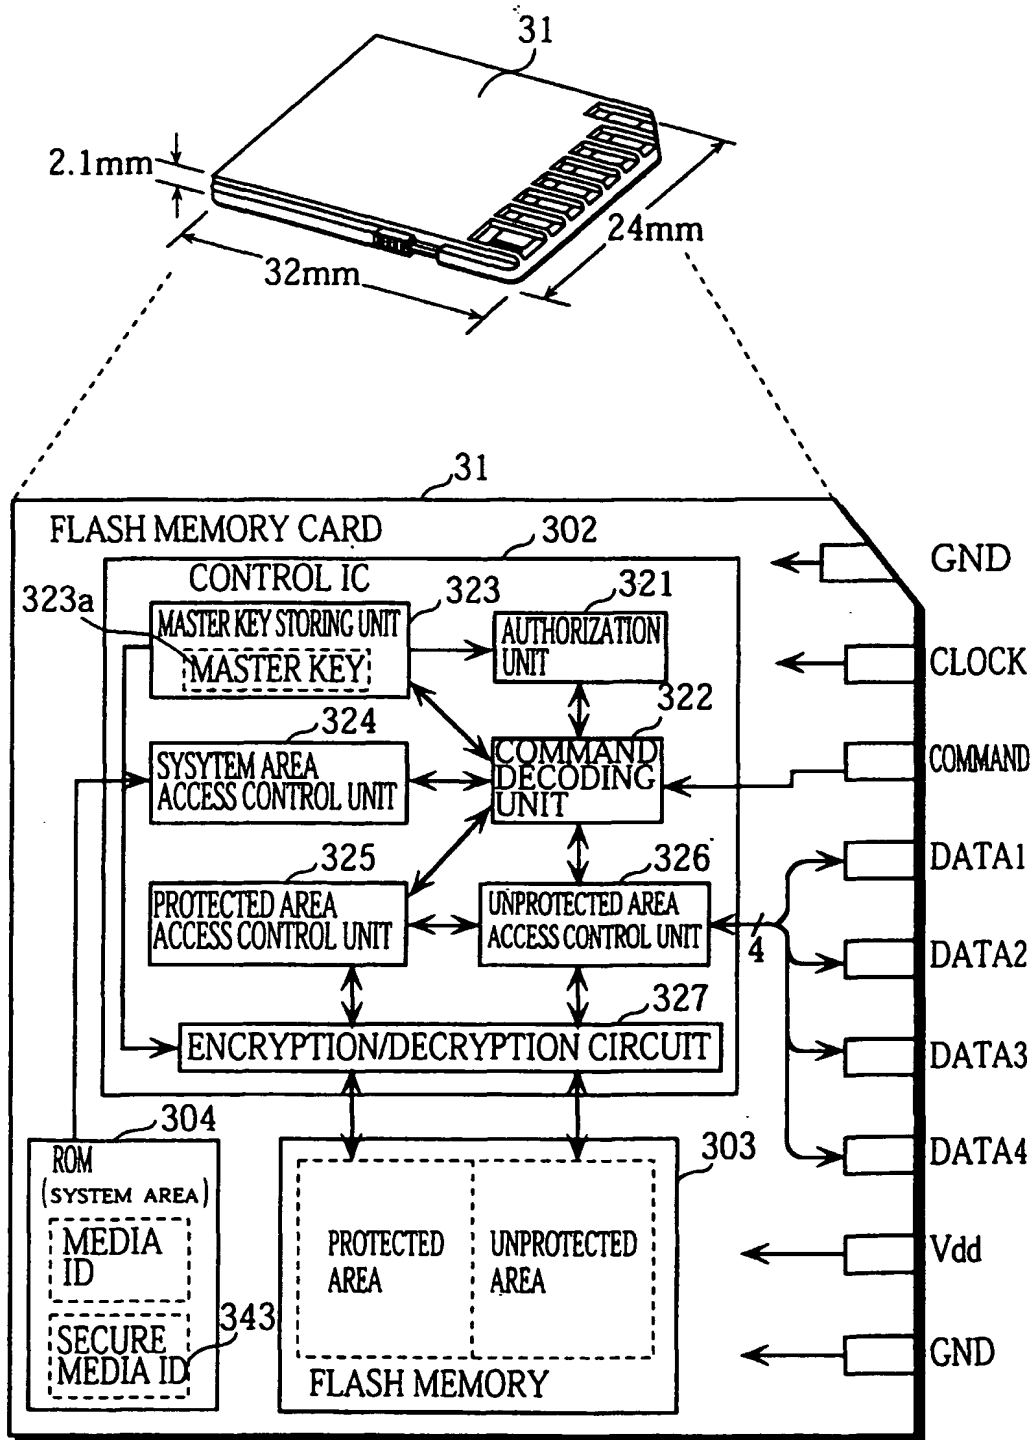 31
2.1mm
32mm
24mm
31
FLASH MEMORY CARD
302
CONTROL IC
323a
323
321
MASTER KEY STORING UNIT
MASTER KEY
AUTHORIZATION
UNIT
324
322
SYSYTEM AREA
ACCESS CONTROL UNIT
COMMAND
DECODING
UNIT
325
326
PROTECTED AREA
ACCESS CONTROL UNIT
UNPROTECTED AREA
ACCESS CONTROL UNIT
4
327
ENCRYPTION/DECRYPTION CIRCUIT
304
ROM
(SYSTEM AREA)
MEDIA
ID
343
SECURE
MEDIA ID
303
PROTECTED
AREA
UNPROTECTED
AREA
FLASH MEMORY
GND
CLOCK
COMMAND
DATA1
DATA2
DATA3
DATA4
Vdd
GND